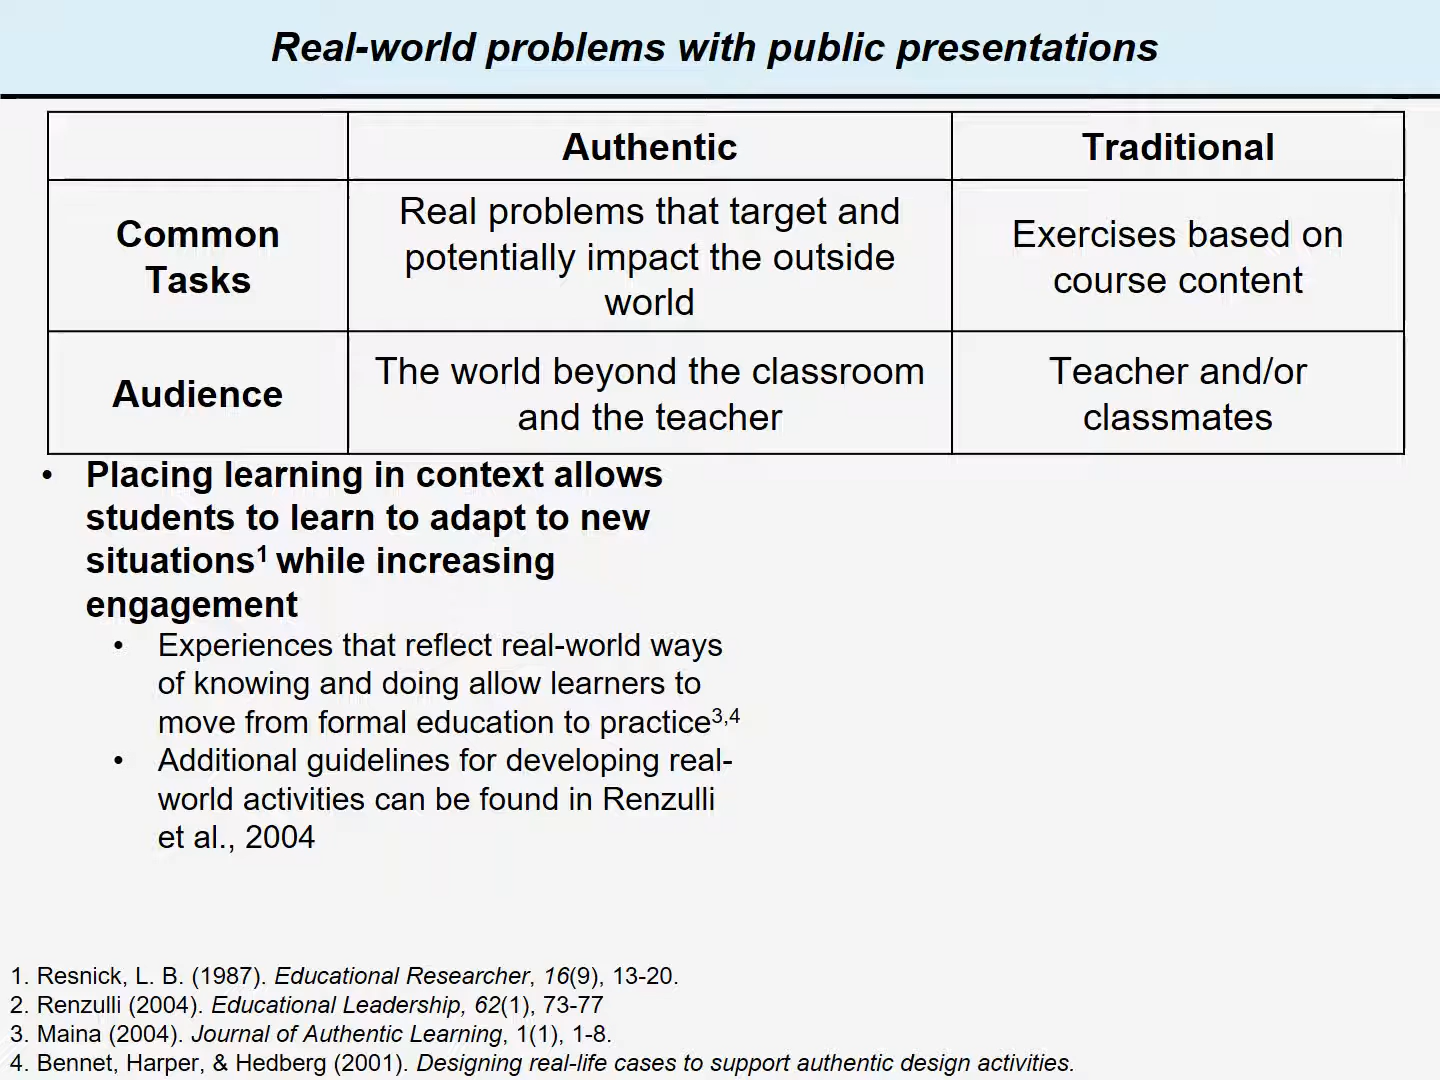 Real-world problems with public presentations
Authentic
Traditional
Common
Tasks
Real problems that target and
potentially impact the outside
world
Exercises based on
course content
Audience
The world beyond the classroom
and the teacher
Teacher and/or
classmates
• Placing learning in context allows
students to learn to adapt to new
situations¹ while increasing
engagement
• Experiences that reflect real-world ways
of knowing and doing allow learners to
move from formal education to practice³,⁴
• Additional guidelines for developing real-
world activities can be found in Renzulli
et al., 2004
1. Resnick, L. B. (1987). Educational Researcher, 16(9), 13-20.
2. Renzulli (2004). Educational Leadership, 62(1), 73-77
3. Maina (2004). Journal of Authentic Learning, 1(1), 1-8.
4. Bennet, Harper, & Hedberg (2001). Designing real-life cases to support authentic design activities.